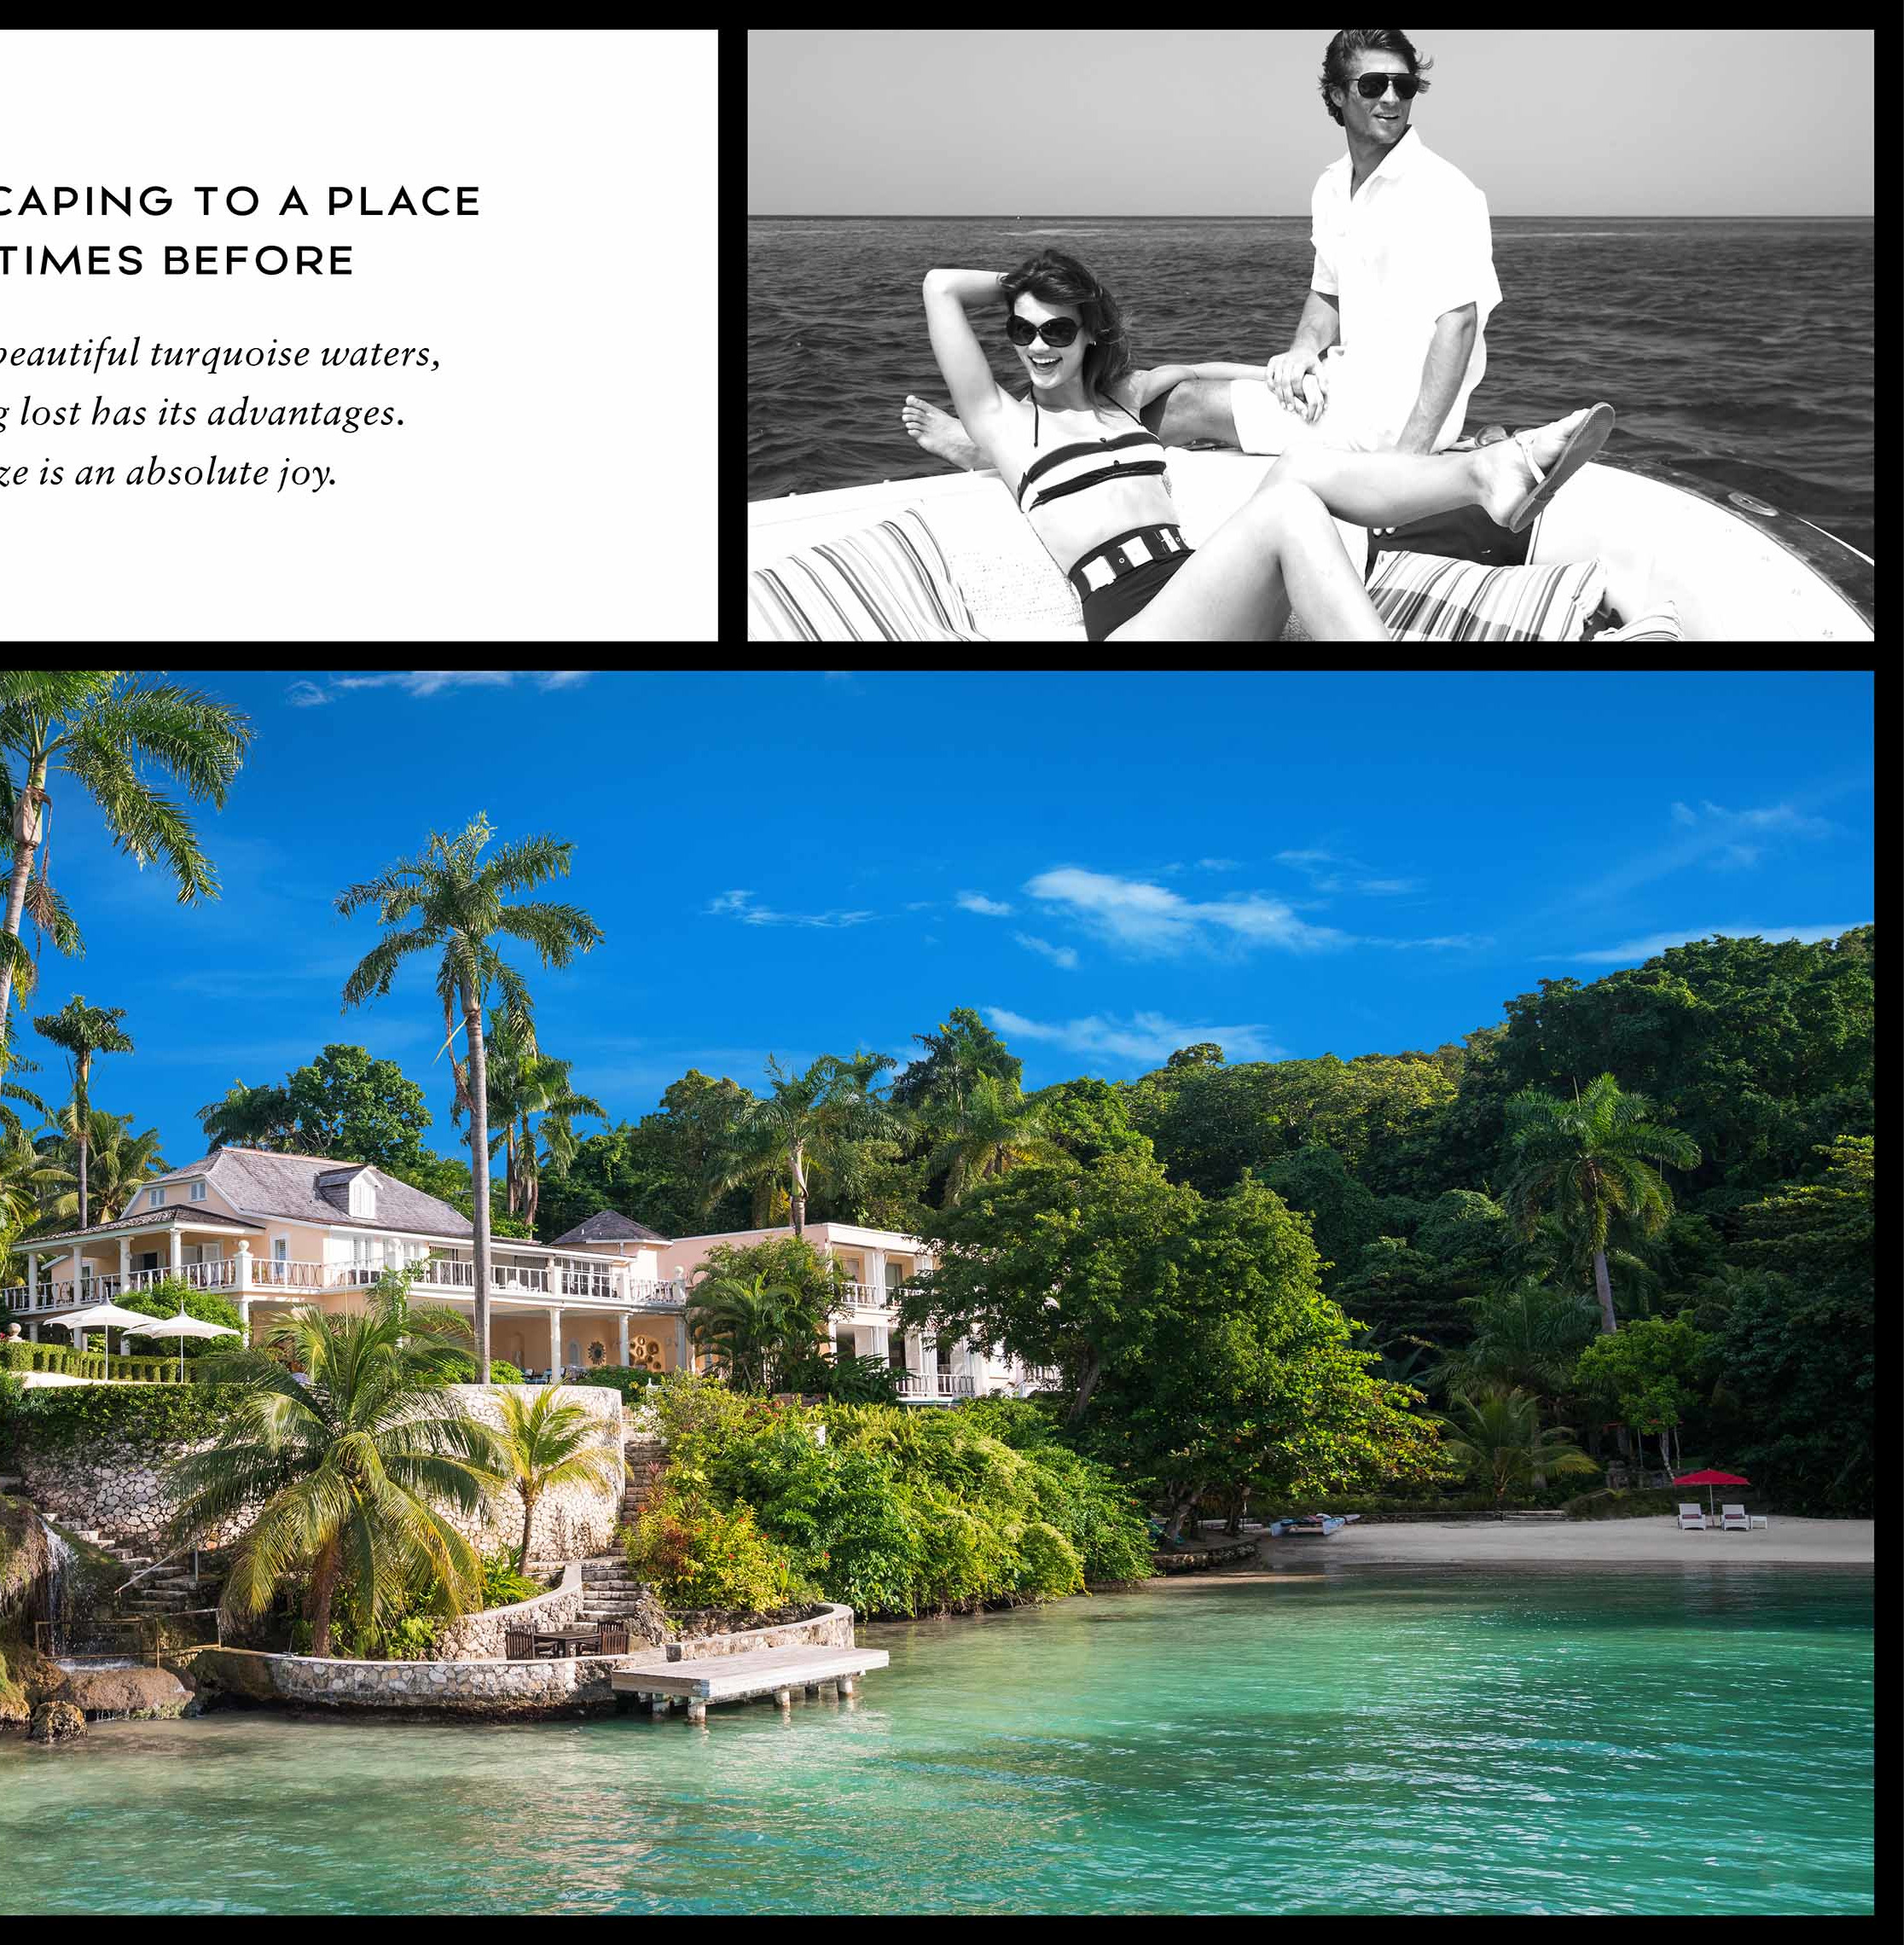 CAPING TO A PLACE
TIMES BEFORE
beautiful turquoise waters,
g lost has its advantages.
ze is an absolute joy.